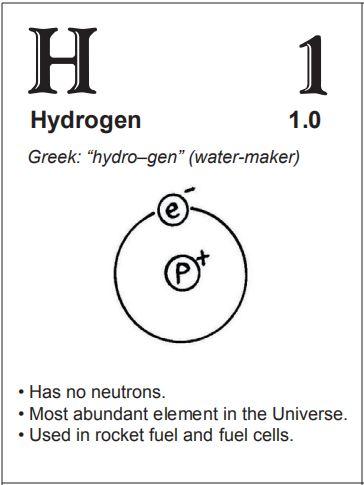 H 1
Hydrogen 1.0
Greek: “hydro–gen” (water-maker)
e-
P+
• Has no neutrons.
• Most abundant element in the Universe.
• Used in rocket fuel and fuel cells.